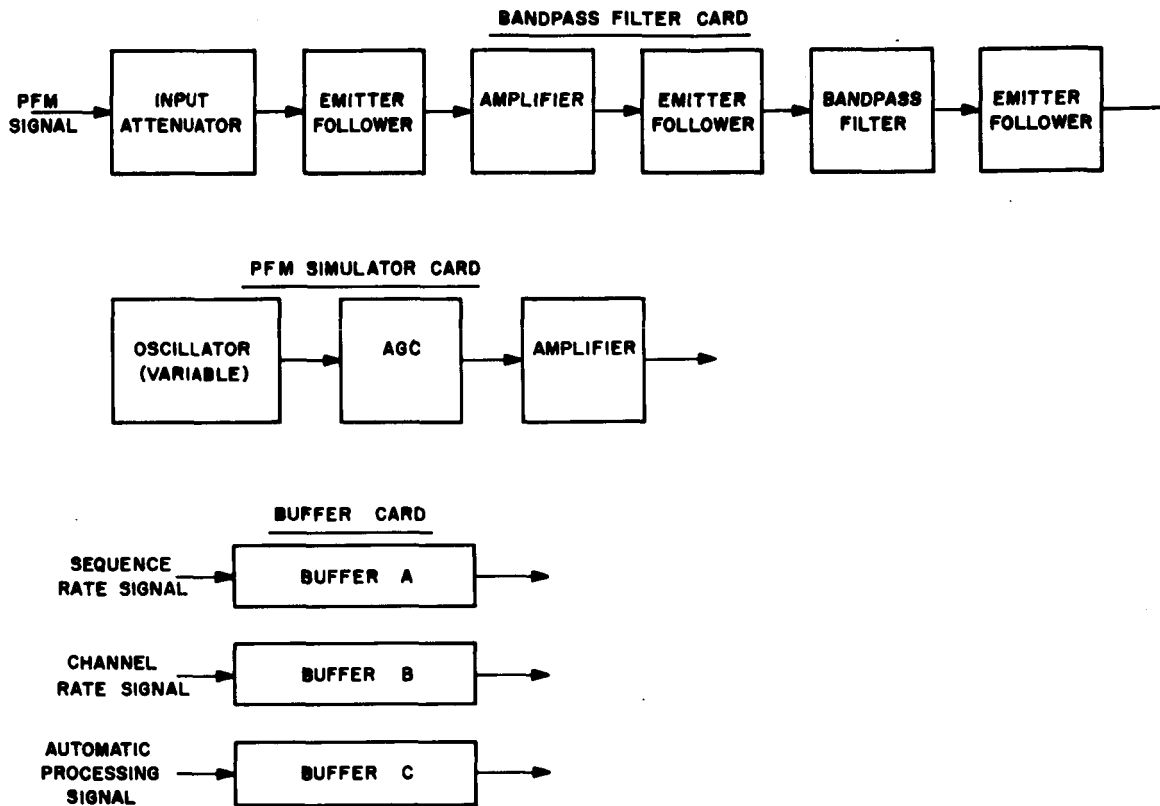 BANDPASS FILTER CARD
PFM
SIGNAL
INPUT
ATTENUATOR
EMITTER
FOLLOWER
AMPLIFIER
EMITTER
FOLLOWER
BANDPASS
FILTER
EMITTER
FOLLOWER
PFM SIMULATOR CARD
OSCILLATOR
(VARIABLE)
AGC
AMPLIFIER
BUFFER CARD
SEQUENCE
RATE SIGNAL
BUFFER A
CHANNEL
RATE SIGNAL
BUFFER B
AUTOMATIC
PROCESSING
SIGNAL
BUFFER C